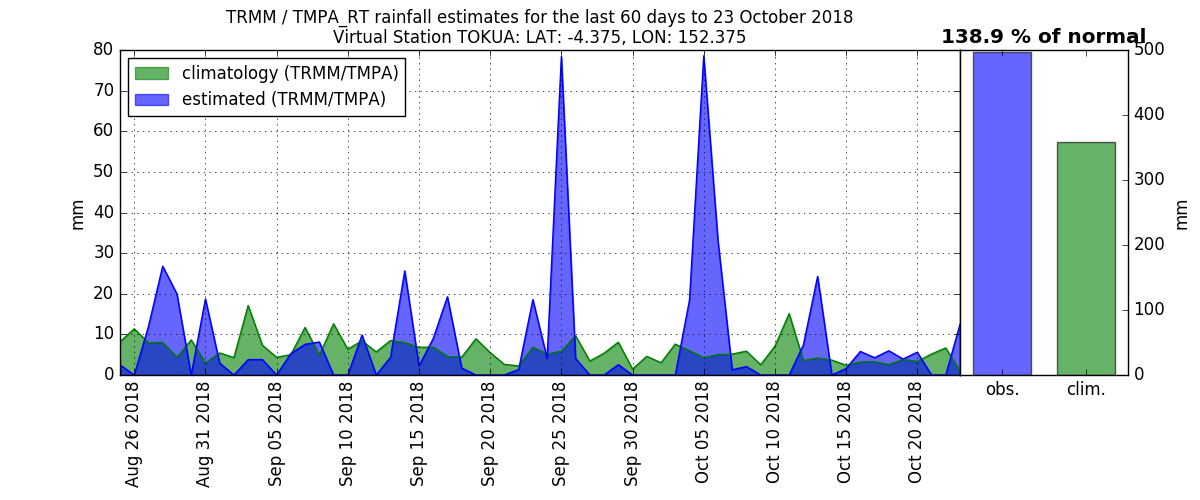 TRMM / TMPA_RT rainfall estimates for the last 60 days to 23 October 2018
Virtual Station TOKUA: LAT: -4.375, LON: 152.375
138.9 % of normal
climatology (TRMM/TMPA)
estimated (TRMM/TMPA)
mm
80
70
60
50
40
30
20
10
0
Aug 26 2018
Aug 31 2018
Sep 05 2018
Sep 10 2018
Sep 15 2018
Sep 20 2018
Sep 25 2018
Sep 30 2018
Oct 05 2018
Oct 10 2018
Oct 15 2018
Oct 20 2018
obs.
clim.
500
400
300
200
100
0
mm